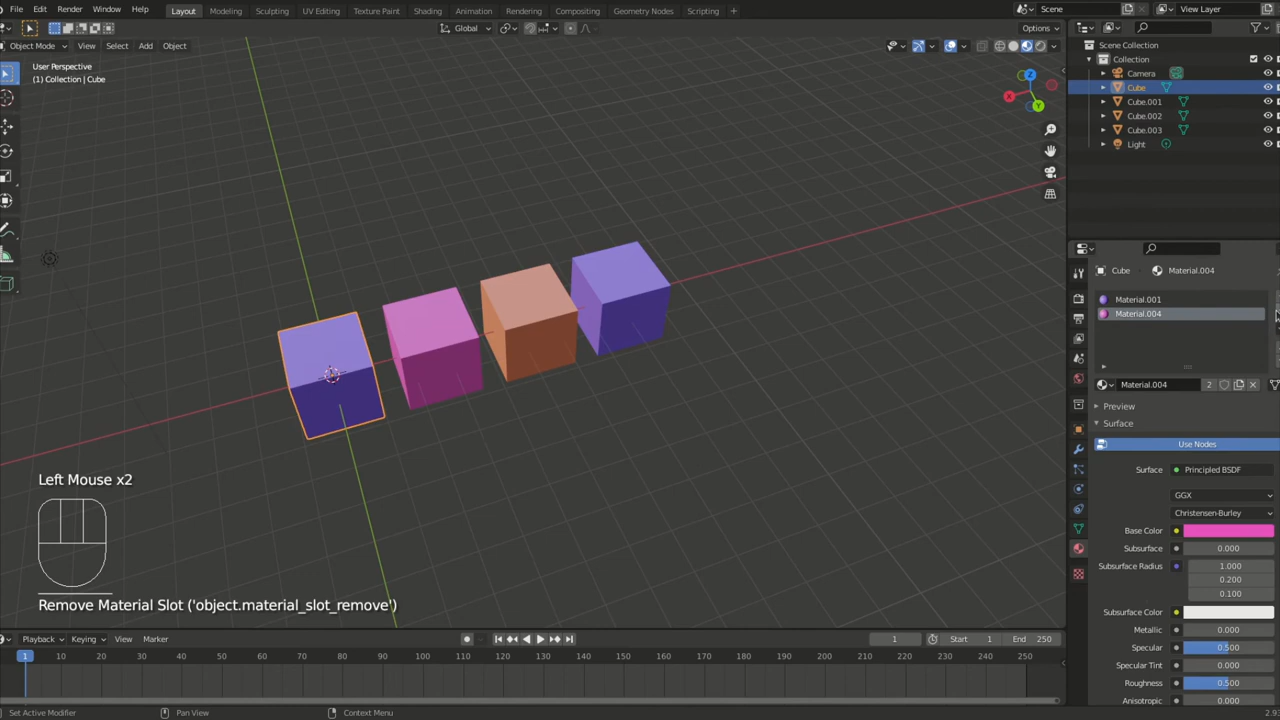 File Edit Render Window Help Layout Modeling Sculpting UV Editing Texture Paint Shading Animation Rendering Compositing Geometry Nodes Scripting + Scene View Layer
Global Options
Object Mode View Select Add Object
User Perspective
(1) Collection | Cube
Z
X
Y
Scene Collection
Collection
Camera
Cube
Cube.001
Cube.002
Cube.003
Light
Cube Material.004
Material.001
Material.004
Material.004 2
Preview
Surface
Use Nodes
Surface Principled BSDF
GGX
Christensen-Burley
Base Color
Subsurface 0.000
Subsurface Radius 1.000
0.200
0.100
Subsurface Color
Metallic 0.000
Specular 0.500
Specular Tint 0.000
Roughness 0.500
Anisotropic 0.000
Left Mouse x2
Remove Material Slot ('object.material_slot_remove')
Playback Keying View Marker 1 Start 1 End 250
1 10 20 30 40 50 60 70 80 90 100 110 120 130 140 150 160 170 180 190 200 210 220 230 240 250
Set Active Modifier Pan View Context Menu 2.93